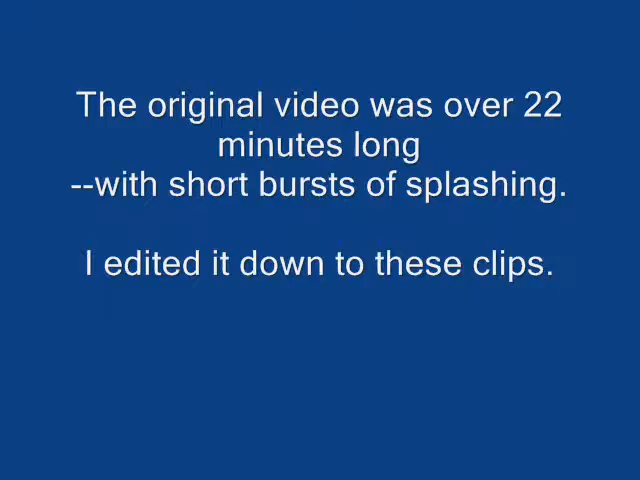 The original video was over 22
minutes long
--with short bursts of splashing.
I edited it down to these clips.